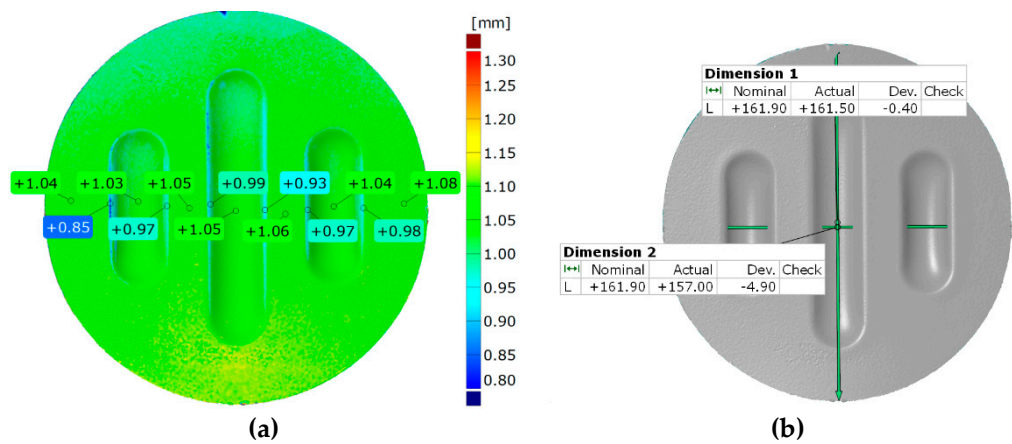 [mm]
1.30
1.25
1.20
1.15
1.10
1.05
1.00
0.95
0.90
0.85
0.80
+1.04 +1.03 +1.05 +0.99 +0.93 +1.04 +1.08
+0.85 +0.97 +1.05 +1.06 +0.97 +0.98
(a)
Dimension 1
Nominal Actual Dev. Check
L +161.90 +161.50 -0.40
Dimension 2
Nominal Actual Dev. Check
L +161.90 +157.00 -4.90
(b)